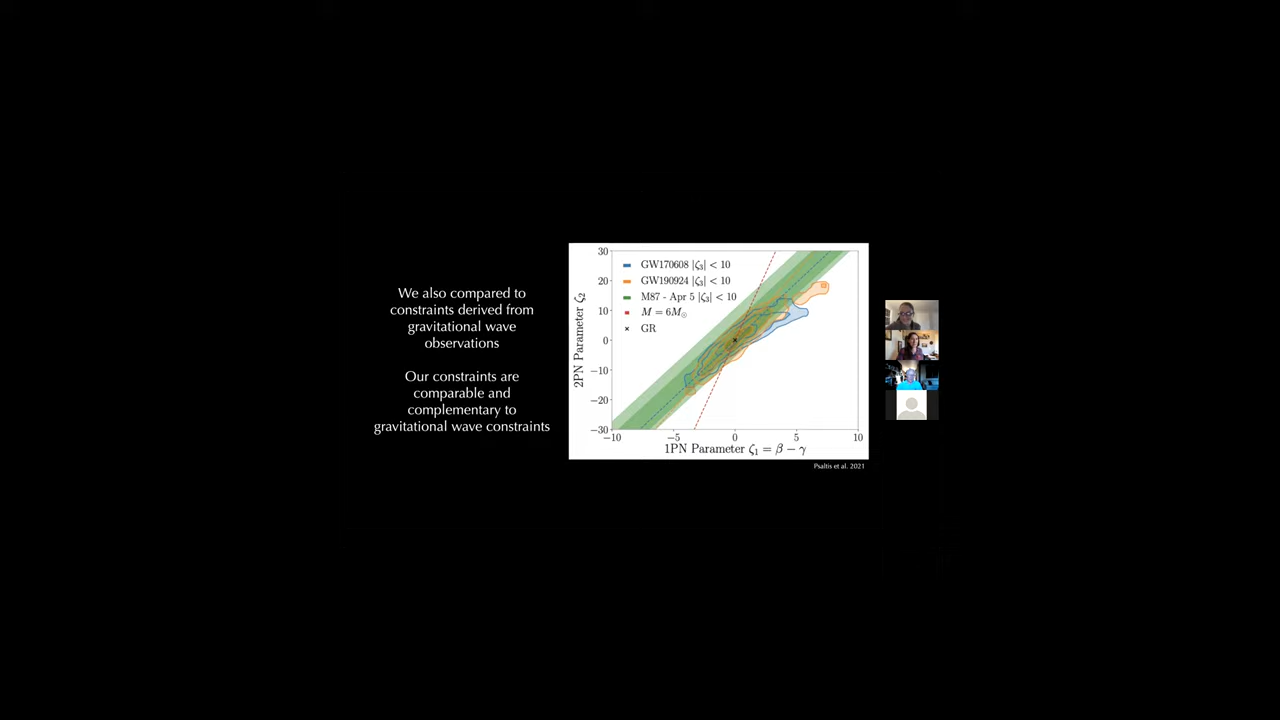 We also compared to
constraints derived from
gravitational wave
observations
Our constraints are
comparable and
complementary to
gravitational wave constraints
30
20
10
0
−10
−20
−30
2PN Parameter ζ₂
GW170608 |ζ₃| < 10
GW190924 |ζ₃| < 10
M87 - Apr 5 |ζ₃| < 10
M = 6M☉
GR
−10 −5 0 5 10
1PN Parameter ζ₁ = β − γ
Psaltis et al. 2021